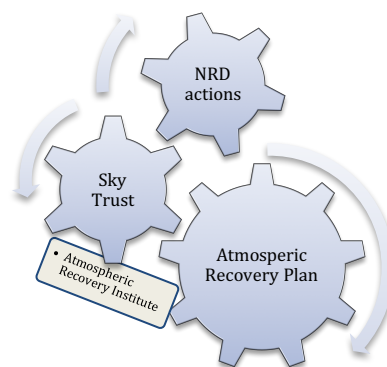 NRD
actions
Sky
Trust
• Atmospheric
Recovery Institute
Atmosperic
Recovery Plan